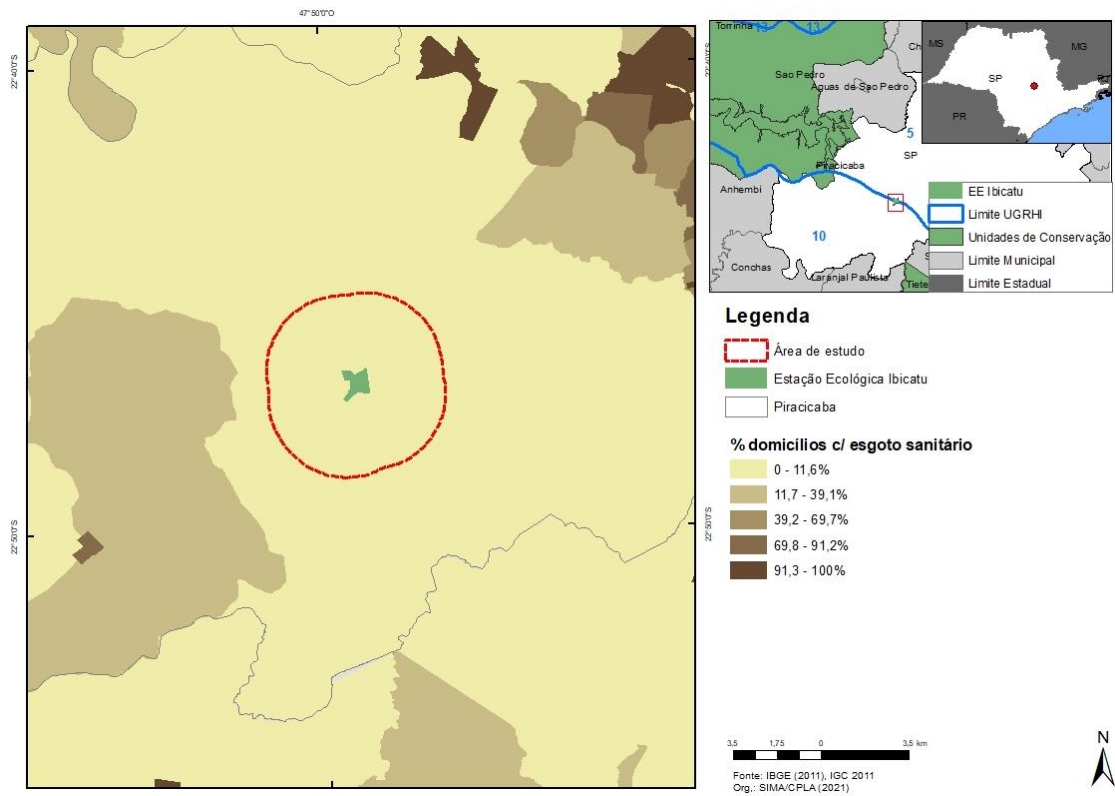 47°50'0"O
22°40'0"S
22°50'0"S
22°40'0"S
22°50'0"S
Torrinha
13
13
Ch
Sao Pedro
Aguas de Sao Pedro
5
SP
Piracicaba
Anhembi
10
Conchas
Laranjal Paulista
Tiete
S
MS
MG
SP
RJ
PR
EE Ibicatu
Limite UGRHI
Unidades de Conservação
Limite Municipal
Limite Estadual
Legenda
Área de estudo
Estação Ecológica Ibicatu
Piracicaba
% domicílios c/ esgoto sanitário
0 - 11,6%
11,7 - 39,1%
39,2 - 69,7%
69,8 - 91,2%
91,3 - 100%
3,5 1,75 0 3,5 km
Fonte: IBGE (2011), IGC 2011
Org,: SIMA/CPLA (2021)
N